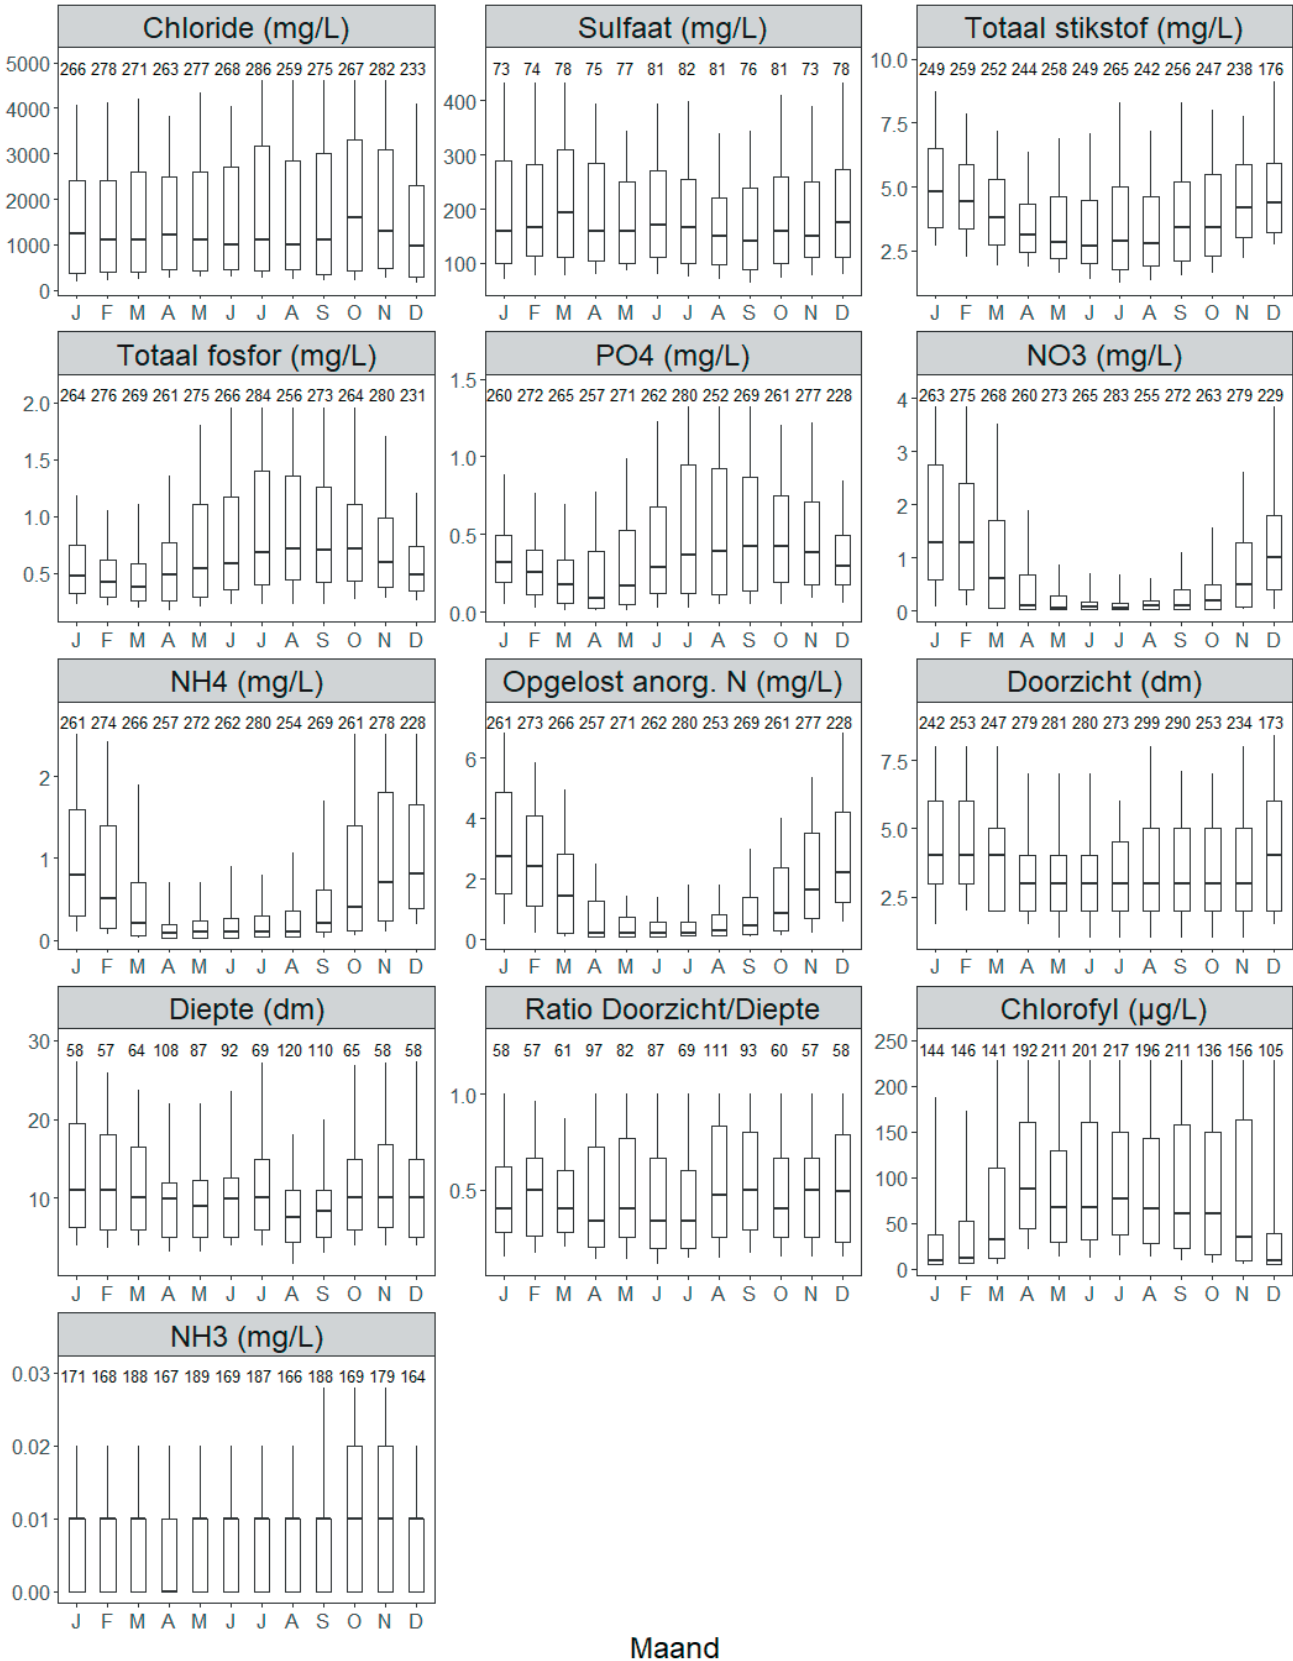 Chloride (mg/L)
5000
4000
3000
2000
1000
0
266 278 271 263 277 268 286 259 275 267 282 233
J F M A M J J A S O N D
Sulfaat (mg/L)
400
300
200
100
73 74 78 75 77 81 82 81 76 81 73 78
J F M A M J J A S O N D
Totaal stikstof (mg/L)
10.0
7.5
5.0
2.5
249 259 252 244 258 249 265 242 256 247 238 176
J F M A M J J A S O N D
Totaal fosfor (mg/L)
2.0
1.5
1.0
0.5
264 276 269 261 275 266 284 256 273 264 280 231
J F M A M J J A S O N D
PO4 (mg/L)
1.5
1.0
0.5
0.0
260 272 265 257 271 262 280 252 269 261 277 228
J F M A M J J A S O N D
NO3 (mg/L)
4
3
2
1
0
263 275 268 260 273 265 283 255 272 263 279 229
J F M A M J J A S O N D
NH4 (mg/L)
2
1
0
261 274 266 257 272 262 280 254 269 261 278 228
J F M A M J J A S O N D
Opgelost anorg. N (mg/L)
6
4
2
0
261 273 266 257 271 262 280 253 269 261 277 228
J F M A M J J A S O N D
Doorzicht (dm)
7.5
5.0
2.5
242 253 247 279 281 280 273 299 290 253 234 173
J F M A M J J A S O N D
Diepte (dm)
30
20
10
58 57 64 108 87 92 69 120 110 65 58 58
J F M A M J J A S O N D
Ratio Doorzicht/Diepte
1.0
0.5
58 57 61 97 82 87 69 111 93 60 57 58
J F M A M J J A S O N D
Chlorofyl (µg/L)
250
200
150
100
50
0
144 146 141 192 211 201 217 196 211 136 156 105
J F M A M J J A S O N D
NH3 (mg/L)
0.03
0.02
0.01
0.00
171 168 188 167 189 169 187 166 188 169 179 164
J F M A M J J A S O N D
Maand